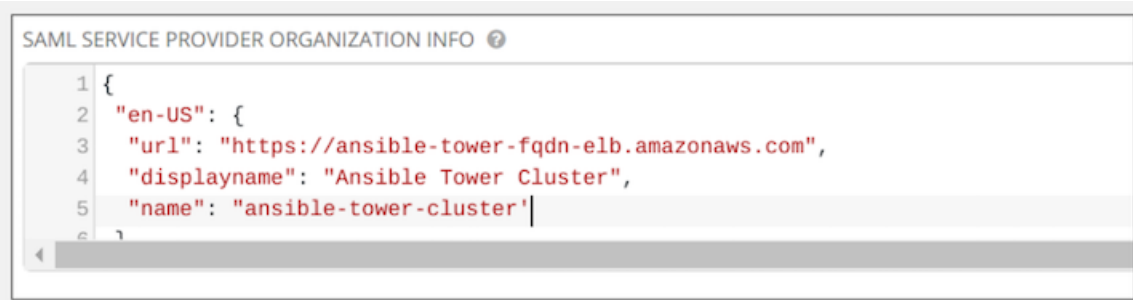 SAML SERVICE PROVIDER ORGANIZATION INFO ?
1 {
2 "en-US": {
3 "url": "https://ansible-tower-fqdn-elb.amazonaws.com",
4 "displayname": "Ansible Tower Cluster",
5 "name": "ansible-tower-cluster'
6 }